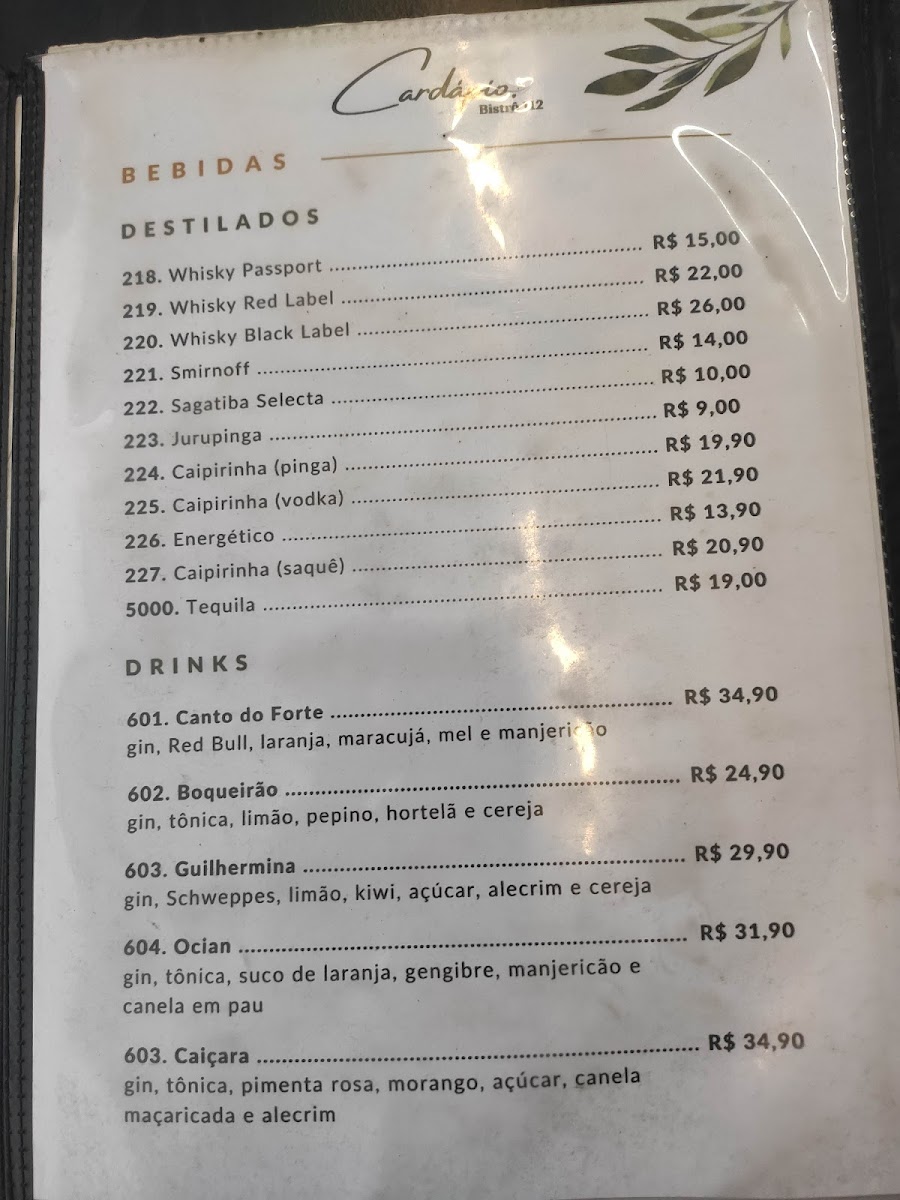 Cardápio.
Bistrô 12
BEBIDAS
DESTILADOS
218. Whisky Passport R$ 15,00
219. Whisky Red Label R$ 22,00
220. Whisky Black Label R$ 26,00
221. Smirnoff R$ 14,00
222. Sagatiba Selecta R$ 10,00
223. Jurupinga R$ 9,00
224. Caipirinha (pinga) R$ 19,90
225. Caipirinha (vodka) R$ 21,90
226. Energético R$ 13,90
227. Caipirinha (saquê) R$ 20,90
5000. Tequila R$ 19,00
DRINKS
601. Canto do Forte R$ 34,90
gin, Red Bull, laranja, maracujá, mel e manjericão
602. Boqueirão R$ 24,90
gin, tônica, limão, pepino, hortelã e cereja
603. Guilhermina R$ 29,90
gin, Schweppes, limão, kiwi, açúcar, alecrim e cereja
604. Ocian R$ 31,90
gin, tônica, suco de laranja, gengibre, manjericão e
canela em pau
603. Caiçara R$ 34,90
gin, tônica, pimenta rosa, morango, açúcar, canela
maçaricada e alecrim